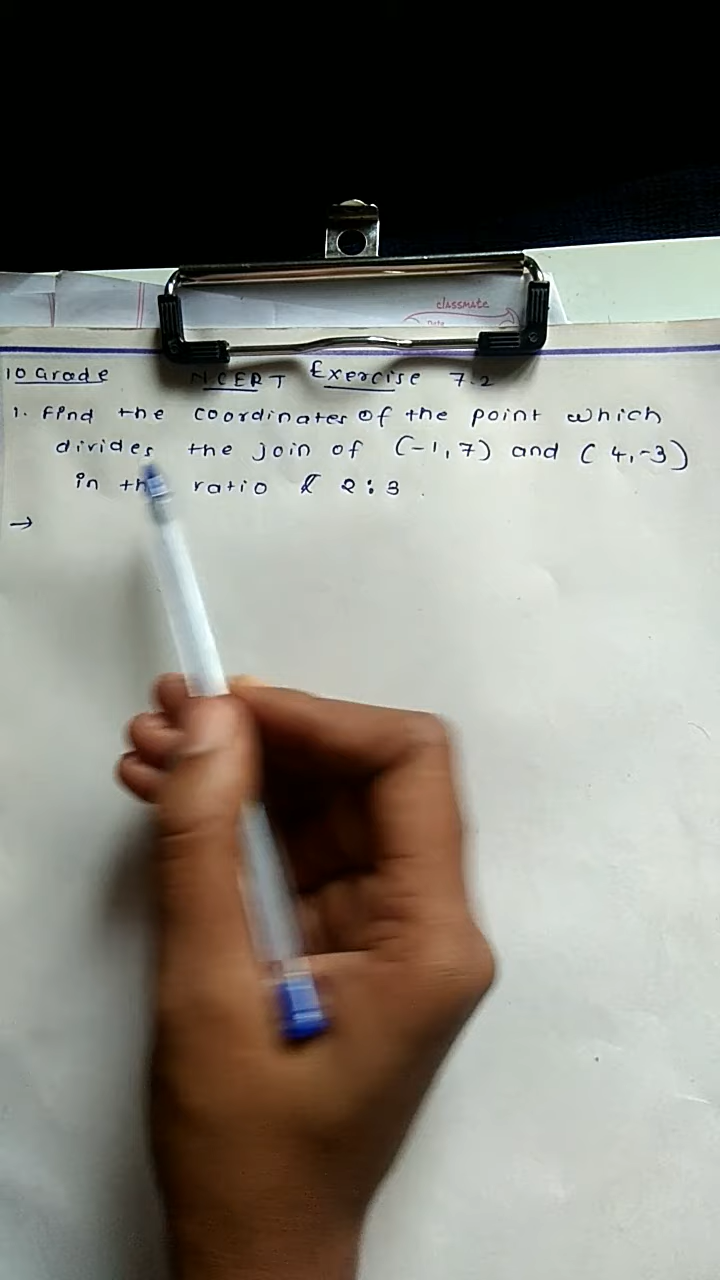 classmate
Date
10 Grade NCERT Exercise 7.2
1. Find the coordinates of the point which
divides the join of (-1, 7) and (4, -3)
in the ratio 2:3.
→